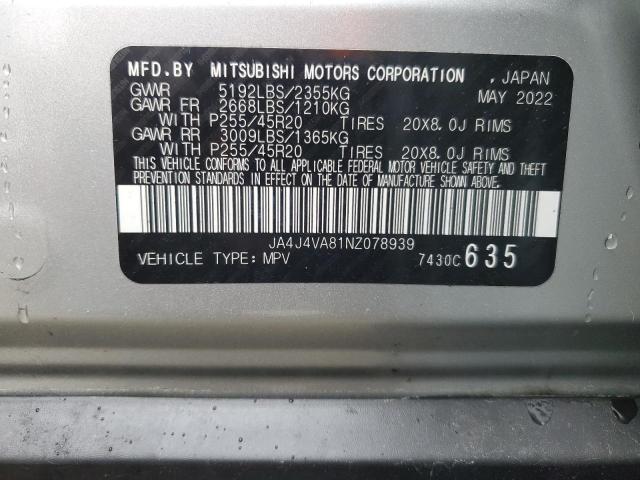 MFD.BY MITSUBISHI MOTORS CORPORATION , JAPAN
GVWR 5192LBS/2355KG MAY 2022
GAWR FR 2668LBS/1210KG
WITH P255/45R20 TIRES 20X8.0J RIMS
GAWR RR 3009LBS/1365KG
WITH P255/45R20 TIRES 20X8.0J RIMS
THIS VEHICLE CONFORMS TO ALL APPLICABLE FEDERAL MOTOR VEHICLE SAFETY AND THEFT
PREVENTION STANDARDS IN EFFECT ON THE DATE OF MANUFACTURE SHOWN ABOVE.
JA4J4VA81NZ078939
VEHICLE TYPE: MPV 7430C 635